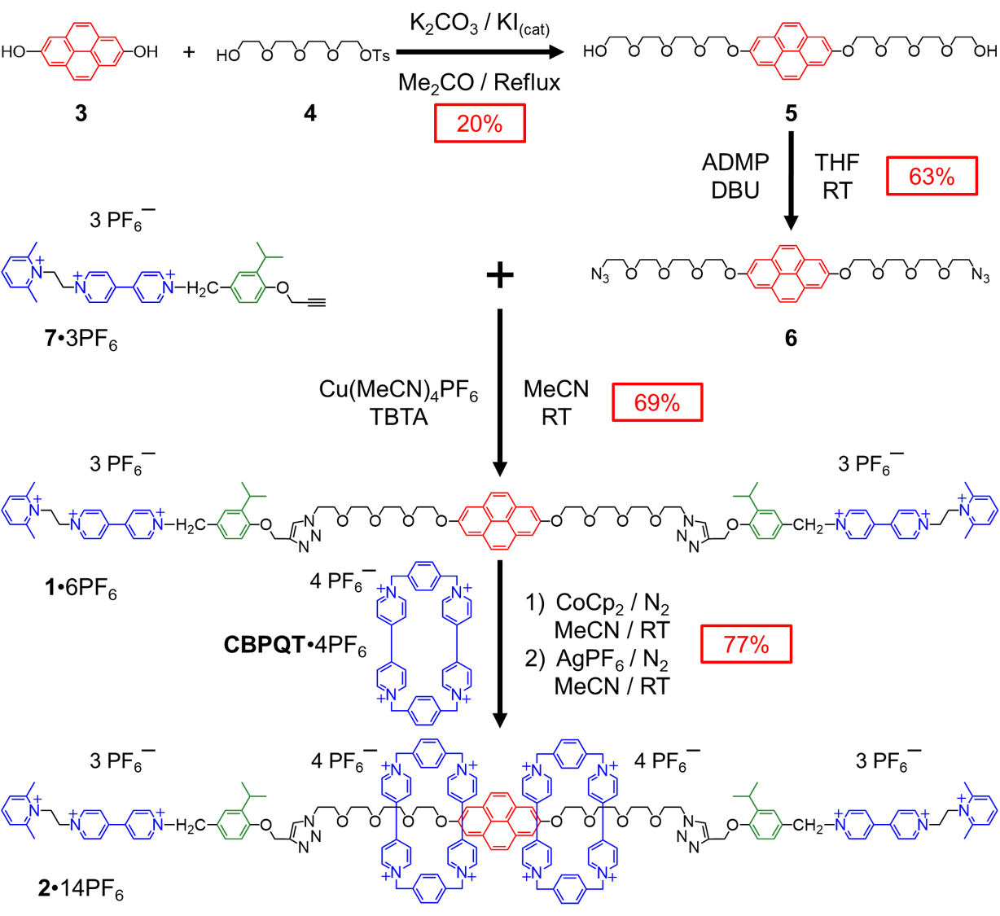 HO
OH
+
HO O O O OTs
K2CO3 / KI(cat)
Me2CO / Reflux
20%
HO O O O O O O O O OH
3
4
5
ADMP THF
DBU RT
63%
3 PF6−
N+ N+ N+ H2C O
+
N3 O O O O O O O O N3
7•3PF6
6
Cu(MeCN)4PF6 MeCN
TBTA RT
69%
3 PF6−
3 PF6−
N+ N+ N+ H2C O N N N O O O O O O O O N N N O CH2 N+ N+ N+
1•6PF6
4 PF6−
N+ N+
CBPQT•4PF6
N+ N+
1) CoCp2 / N2
MeCN / RT
2) AgPF6 / N2
MeCN / RT
77%
3 PF6−
4 PF6−
4 PF6−
3 PF6−
N+ N+ N+ N+
N+ N+ N+ H2C O N N N O O O O O O O O N N N O CH2 N+ N+ N+
N+ N+ N+ N+
2•14PF6